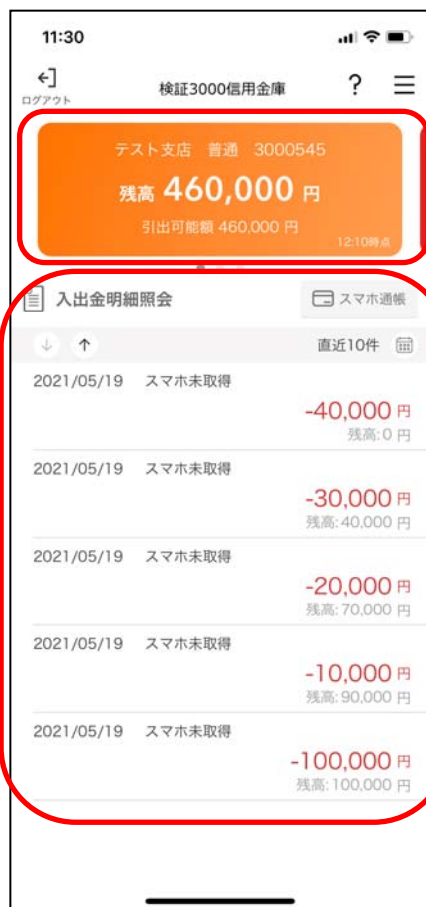 11:30
検証3000信用金庫
?
ログアウト
テスト支店 普通 3000545
残高 460,000 円
引出可能額 460,000 円
12:10時点
入出金明細照会
スマホ通帳
↓ ↑ 直近10件
2021/05/19 スマホ未取得
-40,000 円
残高:0 円
2021/05/19 スマホ未取得
-30,000 円
残高:40,000 円
2021/05/19 スマホ未取得
-20,000 円
残高:70,000 円
2021/05/19 スマホ未取得
-10,000 円
残高:90,000 円
2021/05/19 スマホ未取得
-100,000 円
残高:100,000 円